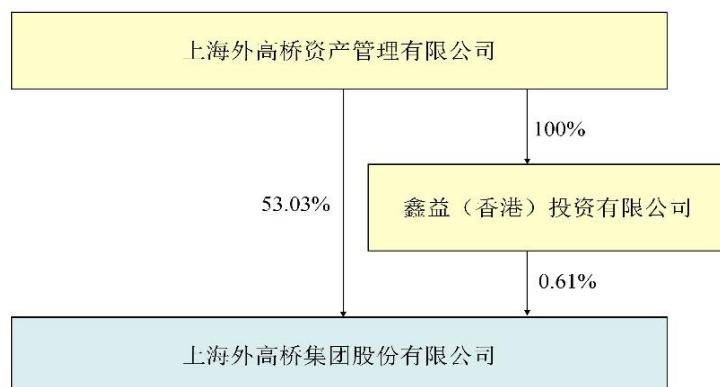 上海外高桥资产管理有限公司
100%
53.03%
鑫益（香港）投资有限公司
0.61%
上海外高桥集团股份有限公司